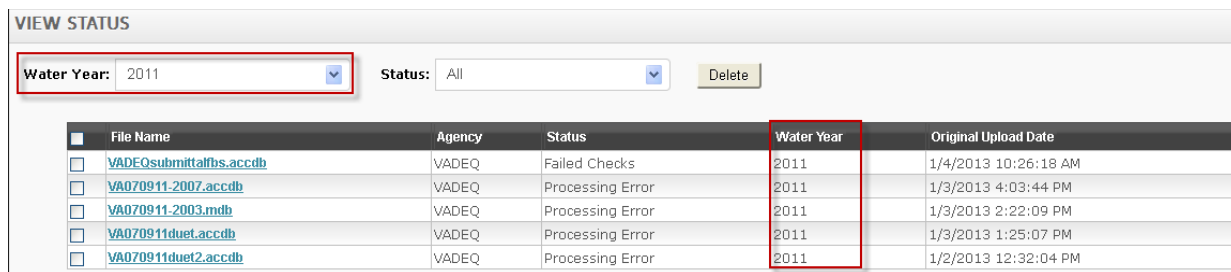 VIEW STATUS
Water Year: 2011 Status: All Delete
File Name Agency Status Water Year Original Upload Date
VADEQsubmittalfbs.accdb VADEQ Failed Checks 2011 1/4/2013 10:26:18 AM
VA070911-2007.accdb VADEQ Processing Error 2011 1/3/2013 4:03:44 PM
VA070911-2003.mdb VADEQ Processing Error 2011 1/3/2013 2:22:09 PM
VA070911duet.accdb VADEQ Processing Error 2011 1/3/2013 1:25:07 PM
VA070911duet2.accdb VADEQ Processing Error 2011 1/2/2013 12:32:04 PM